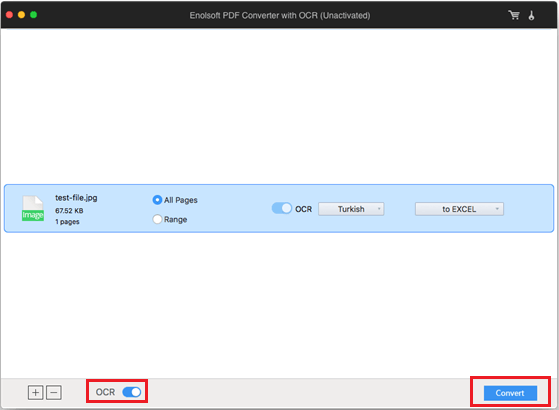 Enolsoft PDF Converter with OCR (Unactivated)
test-file.jpg
67.52 KB
1 pages
image
All Pages
Range
OCR
Turkish
to EXCEL
OCR
Convert